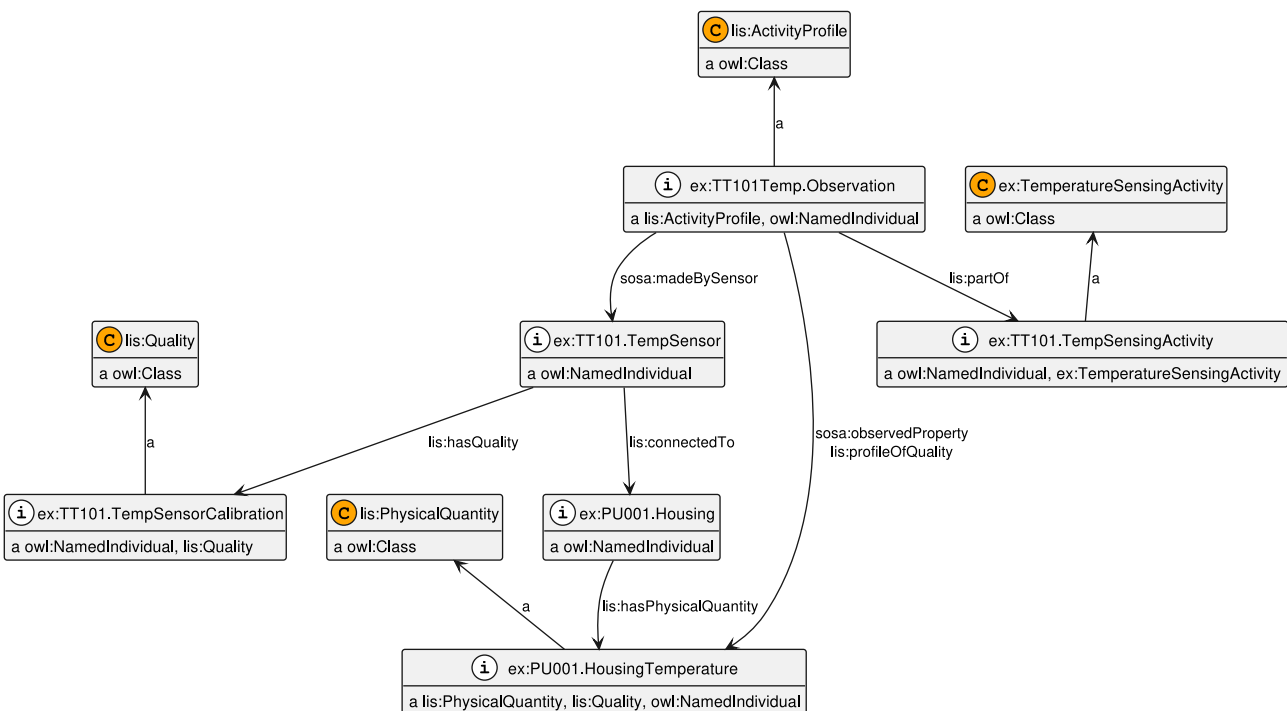 C lis:ActivityProfile
a owl:Class
a
i ex:TT101Temp.Observation
a lis:ActivityProfile, owl:NamedIndividual
C ex:TemperatureSensingActivity
a owl:Class
sosa:madeBySensor
lis:partOf
a
C lis:Quality
a owl:Class
i ex:TT101.TempSensor
a owl:NamedIndividual
i ex:TT101.TempSensingActivity
a owl:NamedIndividual, ex:TemperatureSensingActivity
a
lis:hasQuality
lis:connectedTo
sosa:observedProperty
lis:profileOfQuality
i ex:TT101.TempSensorCalibration
a owl:NamedIndividual, lis:Quality
C lis:PhysicalQuantity
a owl:Class
i ex:PU001.Housing
a owl:NamedIndividual
a
lis:hasPhysicalQuantity
i ex:PU001.HousingTemperature
a lis:PhysicalQuantity, lis:Quality, owl:NamedIndividual